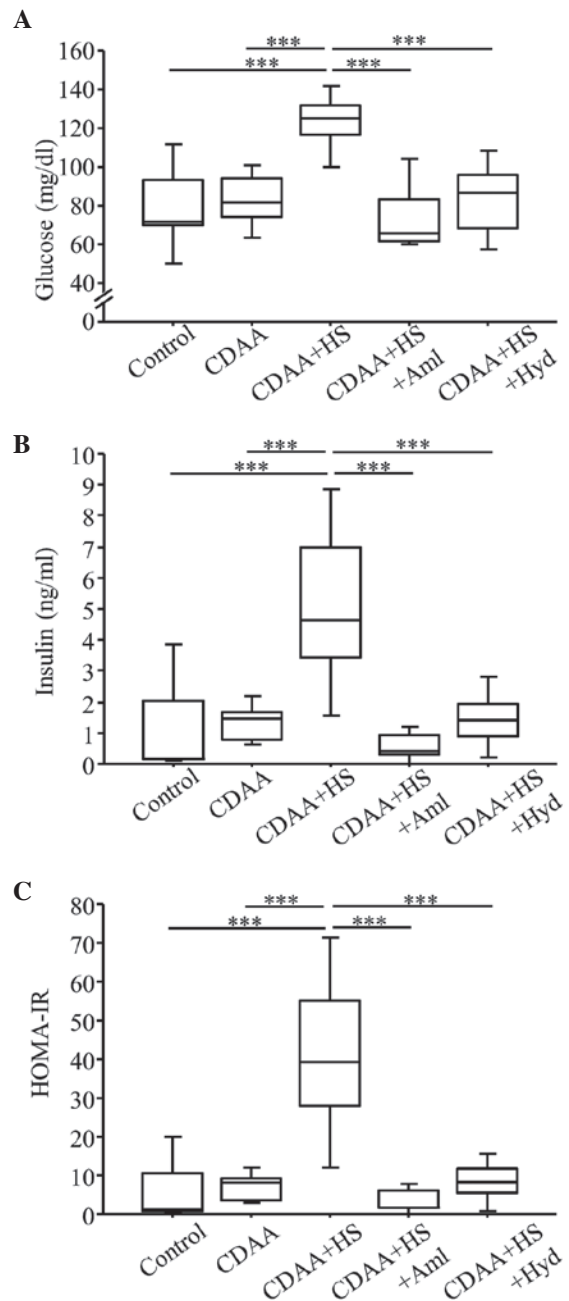 A
*** ***
*** ***
160
140
120
100
80
60
40
0
Glucose (mg/dl)
Control
CDAA
CDAA+HS
CDAA+HS
+Aml
CDAA+HS
+Hyd
B
*** ***
*** ***
10
9
8
7
6
5
4
3
2
1
0
Insulin (ng/ml)
Control
CDAA
CDAA+HS
CDAA+HS
+Aml
CDAA+HS
+Hyd
C
*** ***
*** ***
80
70
60
50
40
30
20
10
0
HOMA-IR
Control
CDAA
CDAA+HS
CDAA+HS
+Aml
CDAA+HS
+Hyd